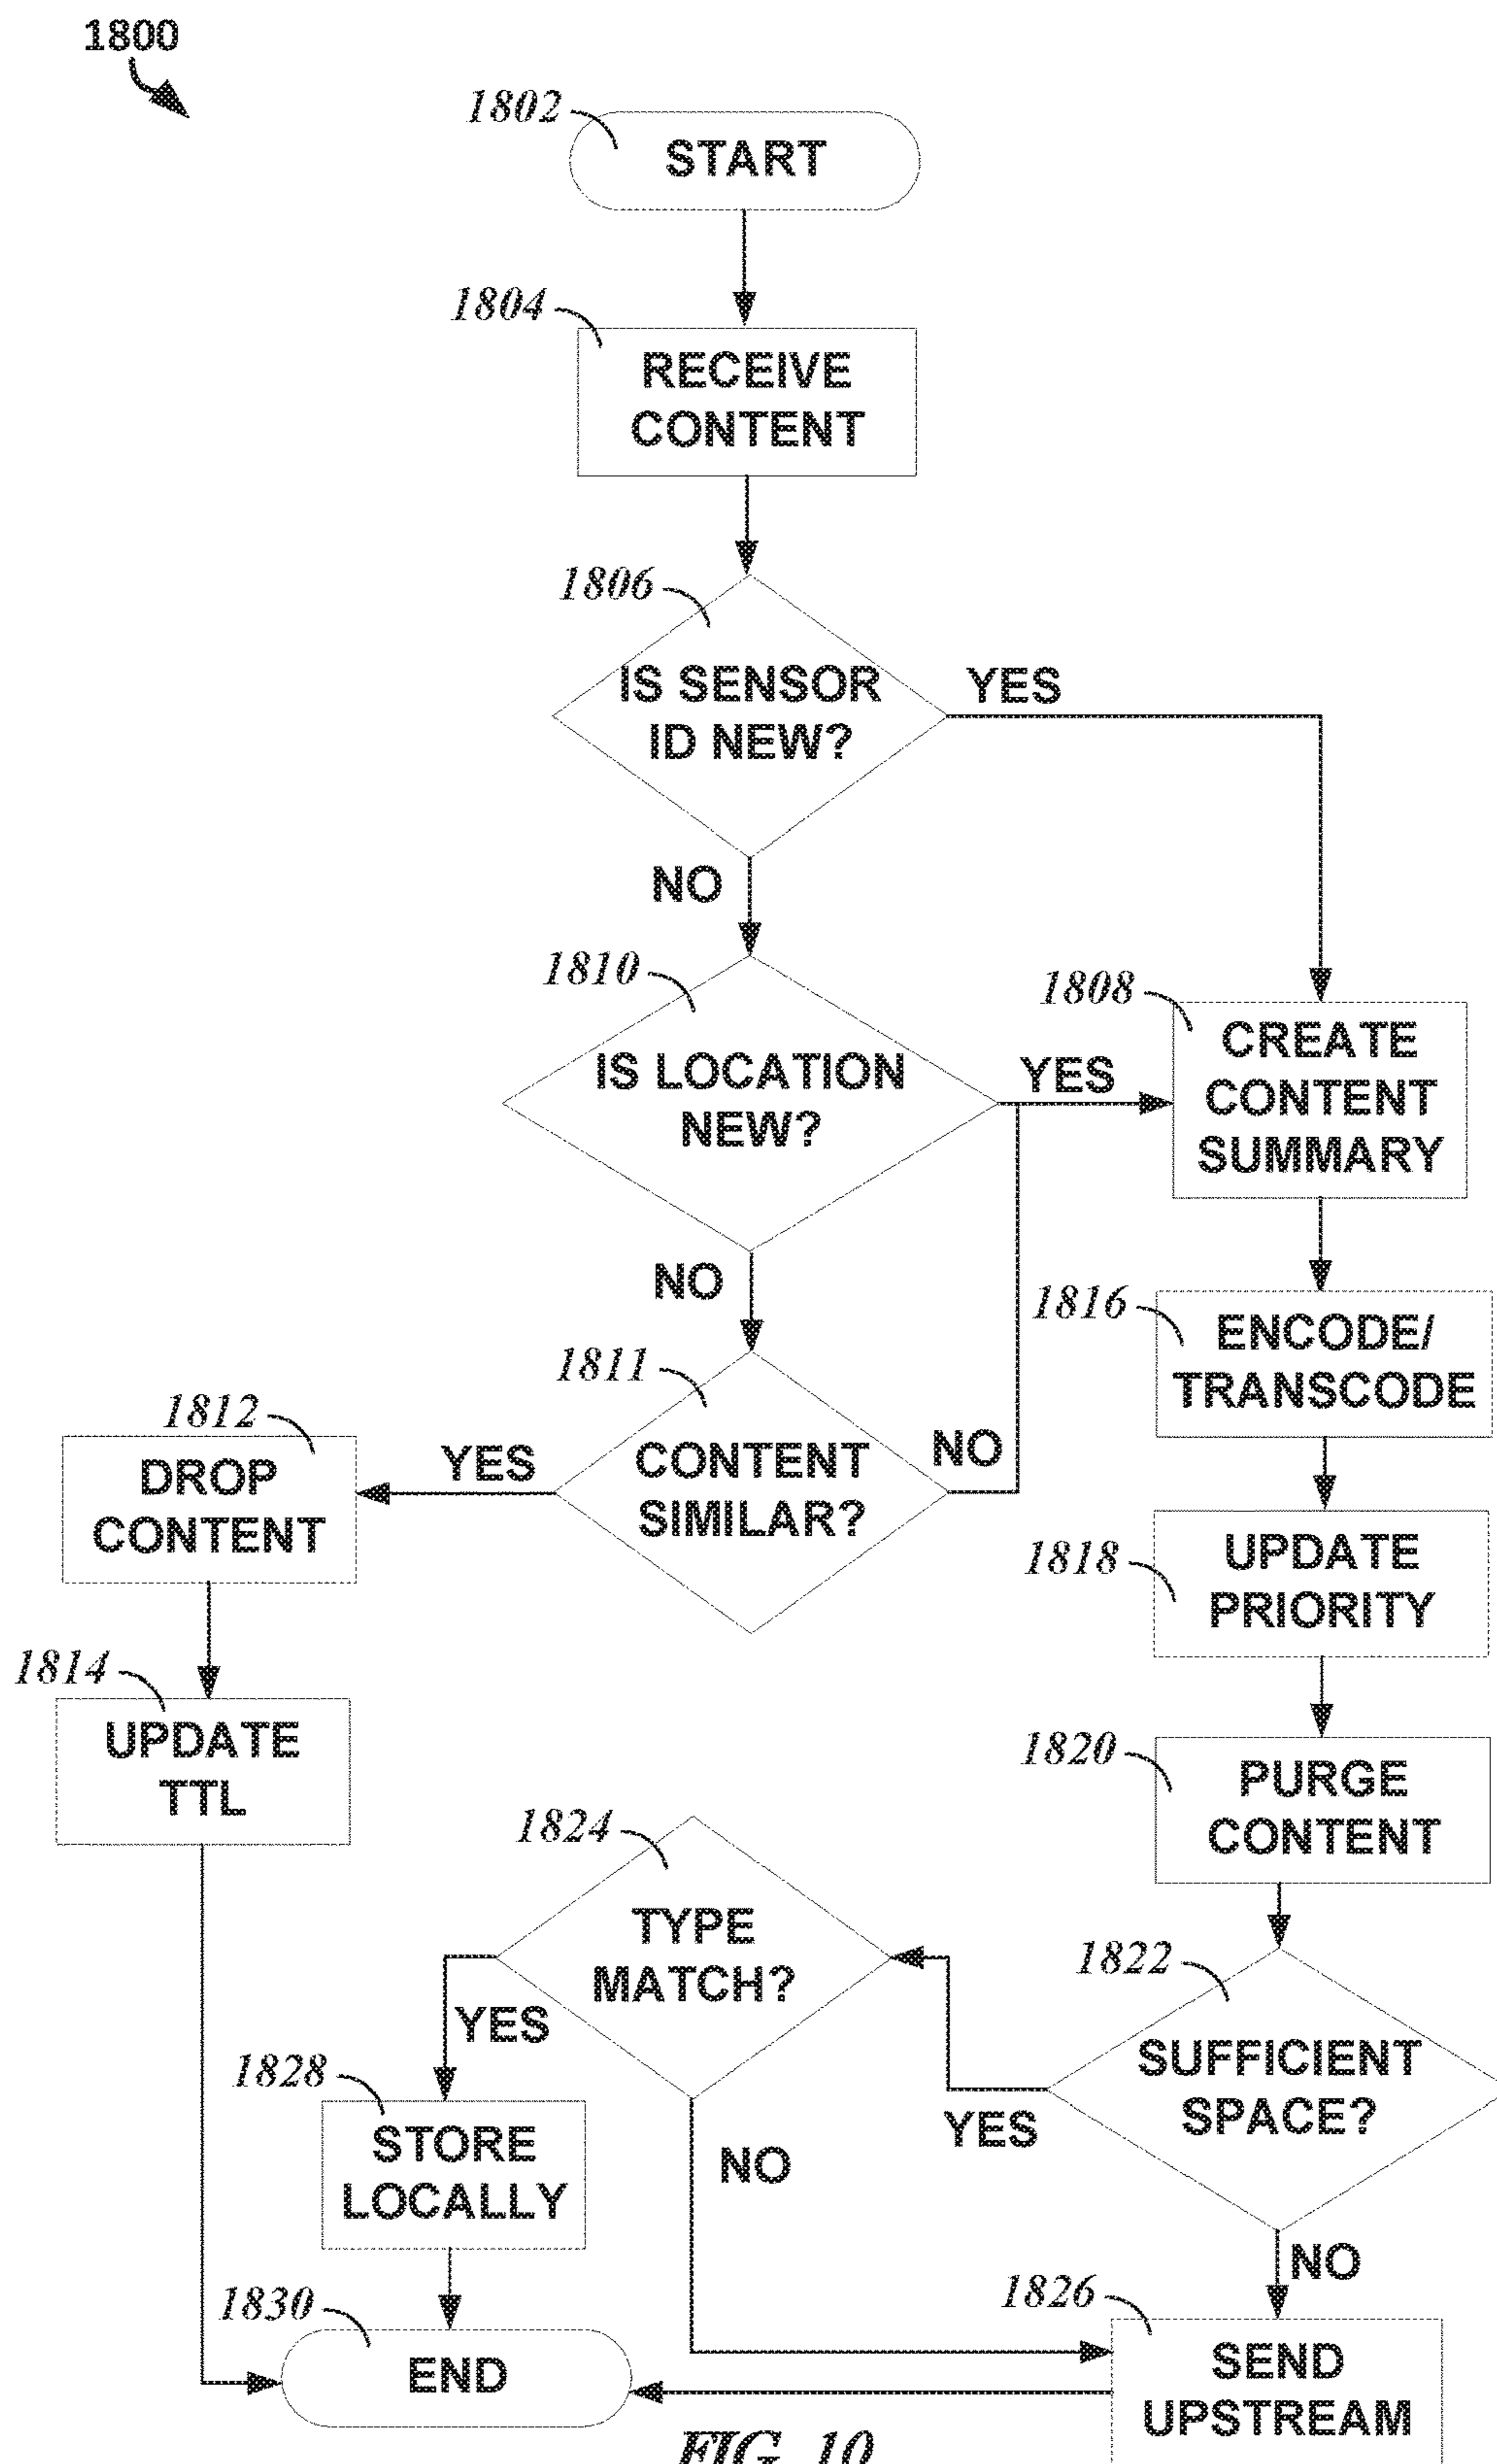 1800
1802
START
1804
RECEIVE
CONTENT
1806
IS SENSOR
ID NEW?
YES
NO
1810
IS LOCATION
NEW?
YES
1808
CREATE
CONTENT
SUMMARY
NO
1816
ENCODE/
TRANSCODE
1811
CONTENT
SIMILAR?
NO
YES
1812
DROP
CONTENT
1818
UPDATE
PRIORITY
1814
UPDATE
TTL
1820
PURGE
CONTENT
1824
TYPE
MATCH?
YES
1822
SUFFICIENT
SPACE?
YES
1828
STORE
LOCALLY
NO
NO
1826
SEND
UPSTREAM
1830
END
FIG. 10